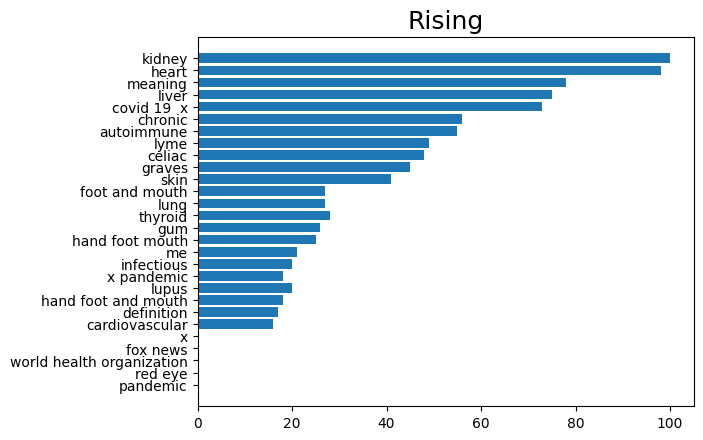 Rising
kidney
heart
meaning
liver
covid 19  x
chronic
autoimmune
lyme
celiac
graves
skin
foot and mouth
lung
thyroid
gum
hand foot mouth
me
infectious
x pandemic
lupus
hand foot and mouth
definition
cardiovascular
x
fox news
world health organization
red eye
pandemic
0 20 40 60 80 100